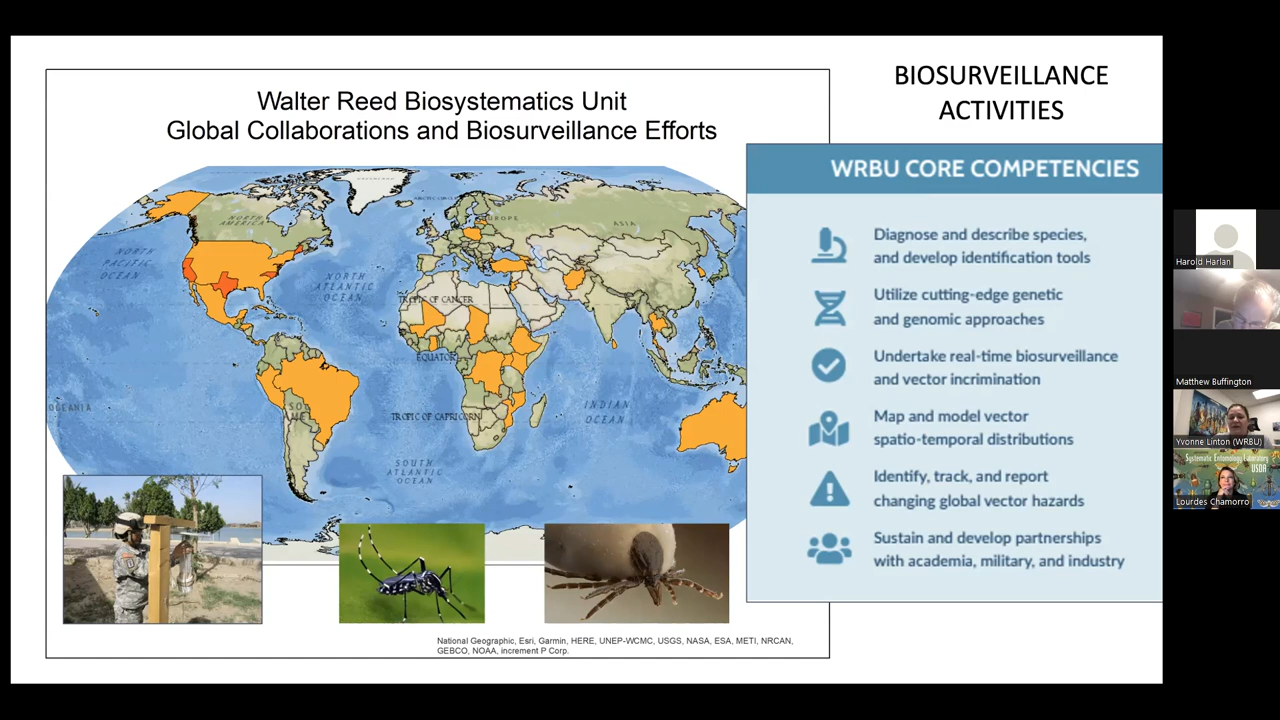 BIOSURVEILLANCE
ACTIVITIES
Walter Reed Biosystematics Unit
Global Collaborations and Biosurveillance Efforts
WRBU CORE COMPETENCIES
Diagnose and describe species,
and develop identification tools
Utilize cutting-edge genetic
and genomic approaches
Undertake real-time biosurveillance
and vector incrimination
Map and model vector
spatio-temporal distributions
Identify, track, and report
changing global vector hazards
Sustain and develop partnerships
with academia, military, and industry
NORTH
AMERICA
EUROPE
ASIA
NORTH
PACIFIC
OCEAN
NORTH
ATLANTIC
OCEAN
TROPIC OF CANCER
EQUATOR
OCEANIA
TROPIC OF CAPRICORN
INDIAN
OCEAN
SOUTH
ATLANTIC
OCEAN
National Geographic, Esri, Garmin, HERE, UNEP-WCMC, USGS, NASA, ESA, METI, NRCAN,
GEBCO, NOAA, increment P Corp.
Harold Harlan
Matthew Buffington
Yvonne Linton (WRBU)
Systematic Entomology Laboratory
USDA
Lourdes Chamorro